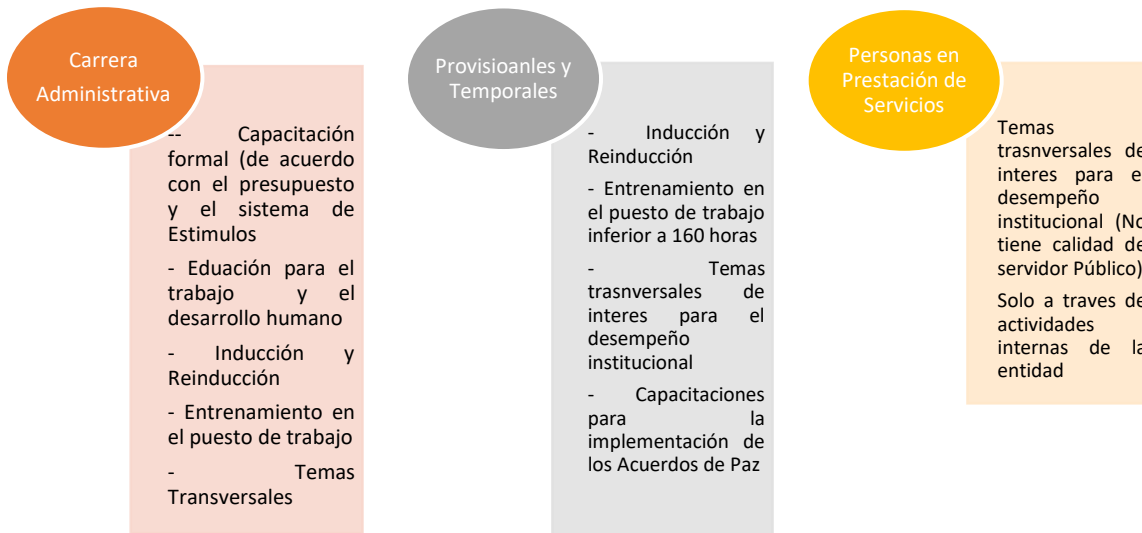 Carrera
Administrativa
-- Capacitación
formal (de acuerdo
con el presupuesto
y el sistema de
Estimulos
- Eduación para el
trabajo y el
desarrollo humano
- Inducción y
Reinducción
- Entrenamiento en
el puesto de trabajo
- Temas
Transversales
Provisioanles y
Temporales
- Inducción y
Reinducción
- Entrenamiento en
el puesto de trabajo
inferior a 160 horas
- Temas
trasnversales de
interes para el
desempeño
institucional
- Capacitaciones
para la
implementación de
los Acuerdos de Paz
Personas en
Prestación de
Servicios
Temas
trasnversales de
interes para el
desempeño
institucional (No
tiene calidad de
servidor Público)
Solo a traves de
actividades
internas de la
entidad